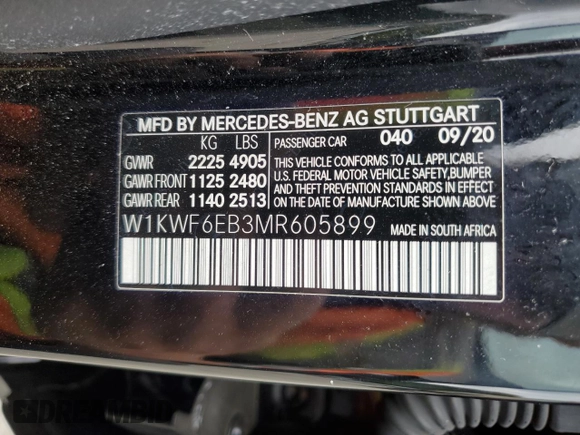 MFD BY MERCEDES-BENZ AG STUTTGART
KG LBS PASSENGER CAR 040 09/20
GVWR 2225 4905 THIS VEHICLE CONFORMS TO ALL APPLICABLE
GAWR FRONT 1125 2480 U.S. FEDERAL MOTOR VEHICLE SAFETY, BUMPER
AND THEFT PREVENTION STANDARDS IN EFFECT
GAWR REAR 1140 2513 ON THE DATE OF MANUFACTURE SHOWN ABOVE
W1KWF6EB3MR605899 MADE IN SOUTH AFRICA
DREAMBID